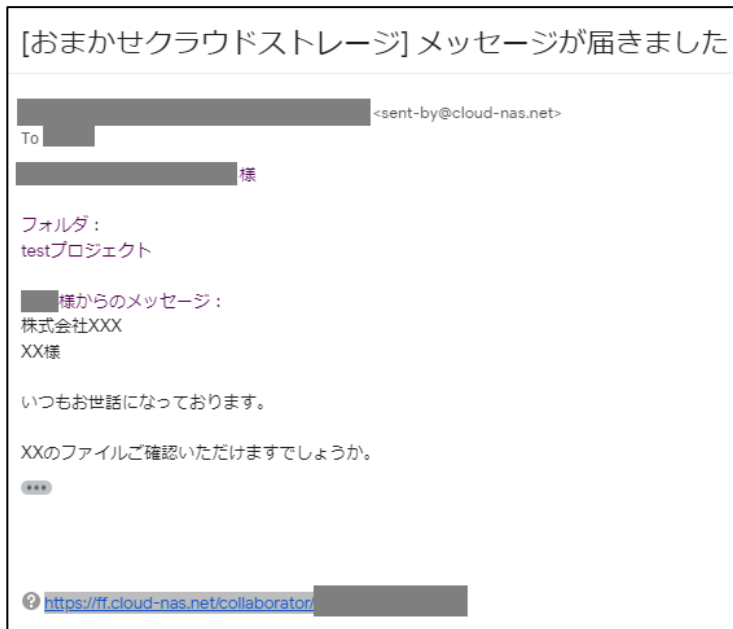 [おまかせクラウドストレージ] メッセージが届きました
<sent-by@cloud-nas.net>
To
様
フォルダ：
testプロジェクト
様からのメッセージ：
株式会社XXX
XX様
いつもお世話になっております。
XXのファイルご確認いただけますでしょうか。
https://ff.cloud-nas.net/collaborator/